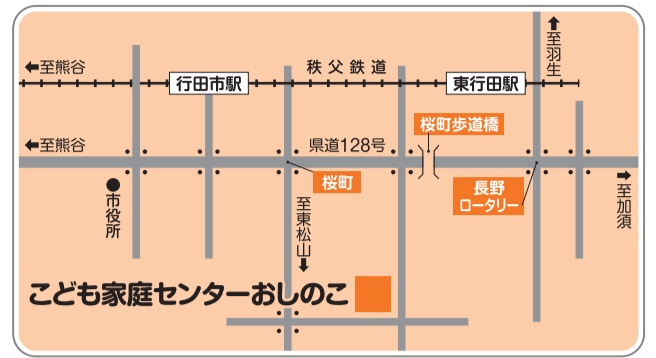 至羽生
至熊谷
秩父鉄道
行田市駅
東行田駅
桜町歩道橋
至熊谷
県道128号
桜町
長野
ロータリー
市役所
至東松山
至加須
こども家庭センターおしのこ